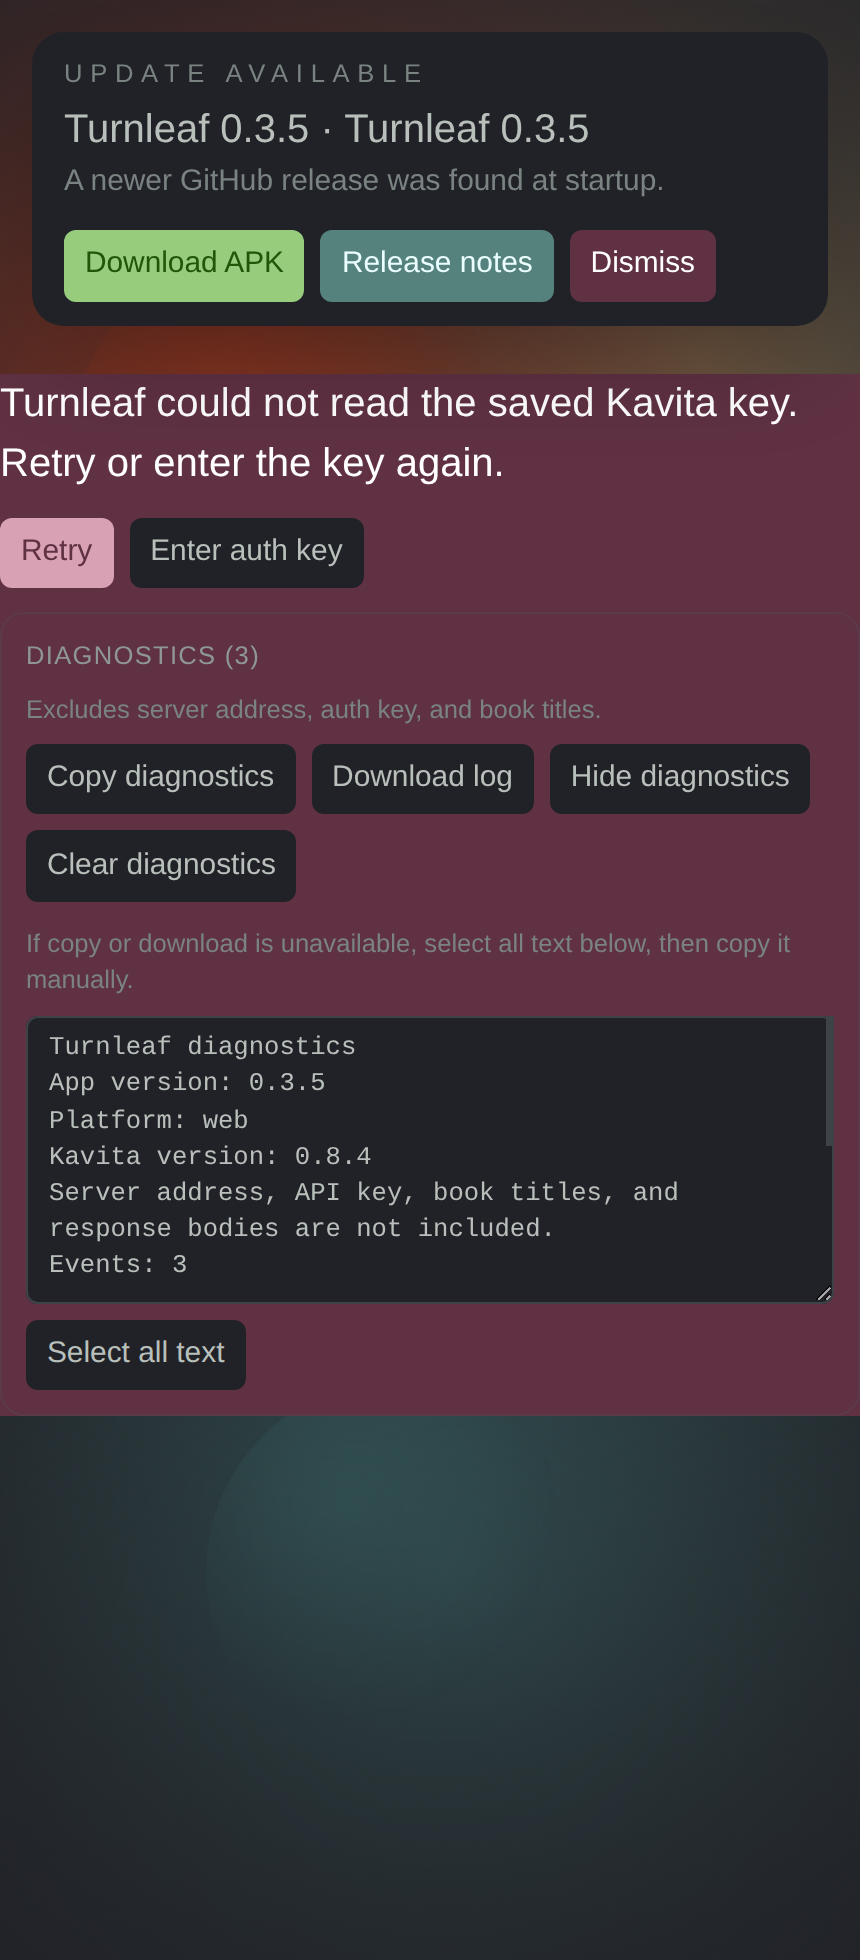 UPDATE AVAILABLE
Turnleaf 0.3.5 · Turnleaf 0.3.5
A newer GitHub release was found at startup.
Download APK
Release notes
Dismiss
Turnleaf could not read the saved Kavita key.
Retry or enter the key again.
Retry
Enter auth key
DIAGNOSTICS (3)
Excludes server address, auth key, and book titles.
Copy diagnostics
Download log
Hide diagnostics
Clear diagnostics
If copy or download is unavailable, select all text below, then copy it
manually.
Turnleaf diagnostics
App version: 0.3.5
Platform: web
Kavita version: 0.8.4
Server address, API key, book titles, and
response bodies are not included.
Events: 3
Select all text